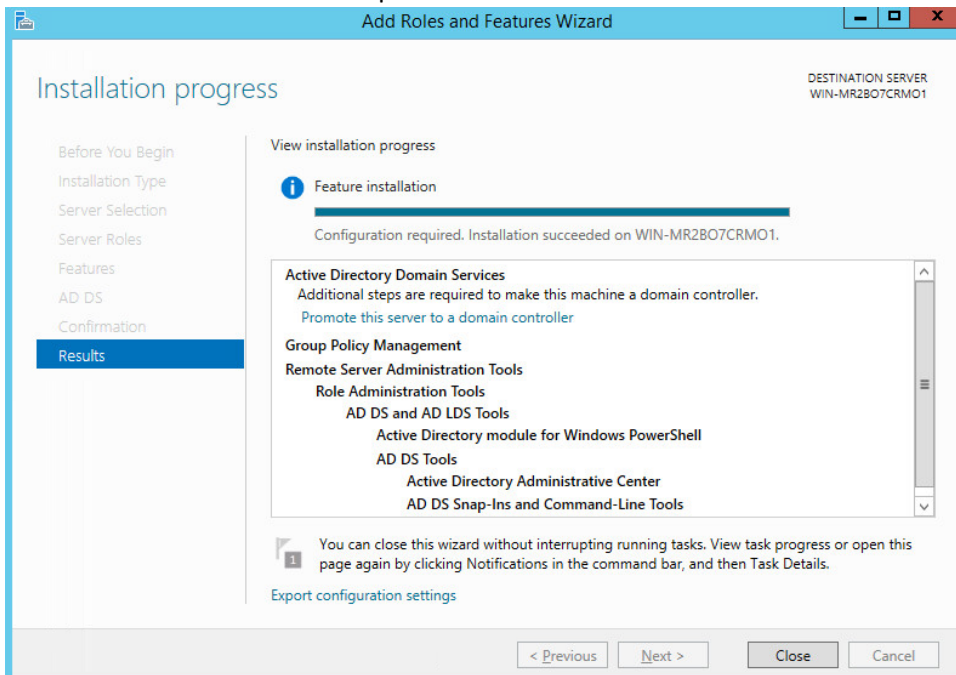 Add Roles and Features Wizard
Installation progress
DESTINATION SERVER
WIN-MR2BO7CRMO1
Before You Begin
Installation Type
Server Selection
Server Roles
Features
AD DS
Confirmation
Results
View installation progress
Feature installation
Configuration required. Installation succeeded on WIN-MR2BO7CRMO1.
Active Directory Domain Services
Additional steps are required to make this machine a domain controller.
Promote this server to a domain controller
Group Policy Management
Remote Server Administration Tools
Role Administration Tools
AD DS and AD LDS Tools
Active Directory module for Windows PowerShell
AD DS Tools
Active Directory Administrative Center
AD DS Snap-Ins and Command-Line Tools
1
You can close this wizard without interrupting running tasks. View task progress or open this
page again by clicking Notifications in the command bar, and then Task Details.
Export configuration settings
< Previous
Next >
Close
Cancel